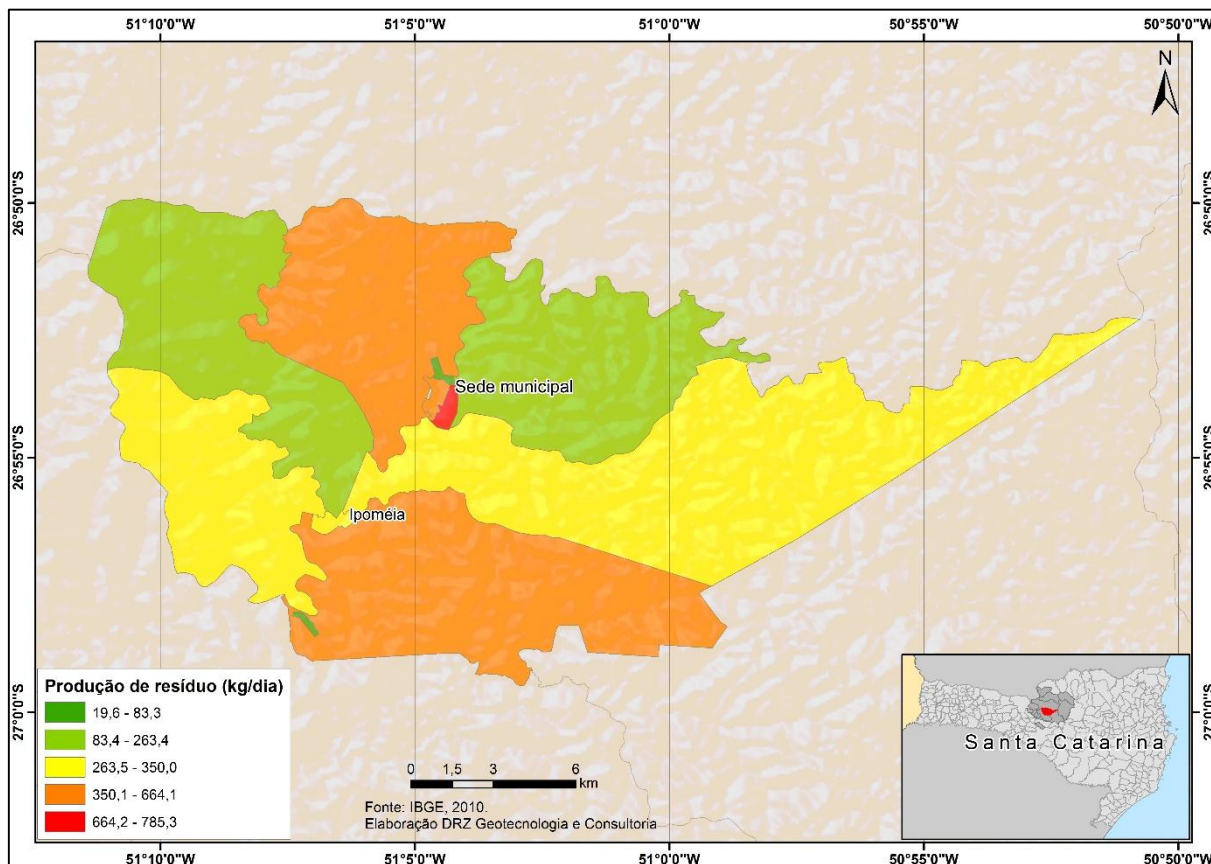 51°10'0"W 51°5'0"W 51°0'0"W 50°55'0"W 50°50'0"W
N
26°50'0"S 26°50'0"S
Sede municipal
26°55'0"S 26°55'0"S
Ipoméia
Produção de resíduo (kg/dia)
19,6 - 83,3
83,4 - 263,4
263,5 - 350,0
350,1 - 664,1
664,2 - 785,3
0 1,5 3 6
km
Fonte: IBGE, 2010.
Elaboração DRZ Geotecnologia e Consultoria
27°0'0"S 27°0'0"S
Santa Catarina
51°10'0"W 51°5'0"W 51°0'0"W 50°55'0"W 50°50'0"W